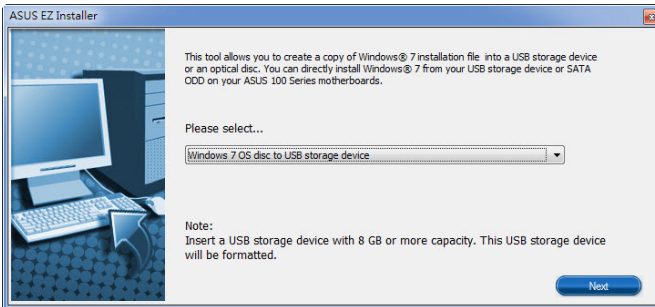 ASUS EZ Installer
This tool allows you to create a copy of Windows® 7 installation file into a USB storage device
or an optical disc. You can directly install Windows® 7 from your USB storage device or SATA
ODD on your ASUS 100 Series motherboards.
Please select...
Windows 7 OS disc to USB storage device
Note:
Insert a USB storage device with 8 GB or more capacity. This USB storage device
will be formatted.
Next